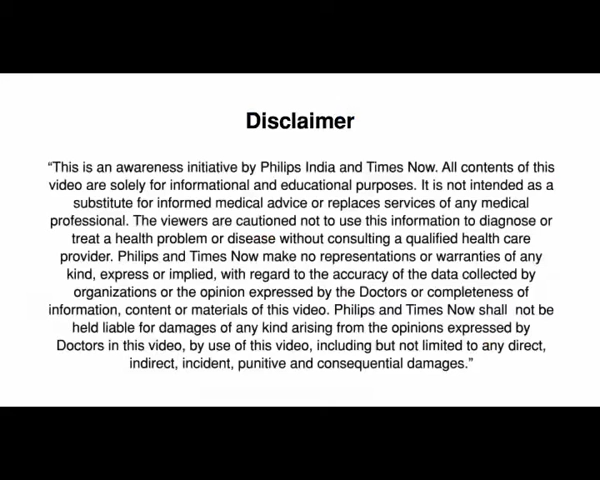 Disclaimer
“This is an awareness initiative by Philips India and Times Now. All contents of this
video are solely for informational and educational purposes. It is not intended as a
substitute for informed medical advice or replaces services of any medical
professional. The viewers are cautioned not to use this information to diagnose or
treat a health problem or disease without consulting a qualified health care
provider. Philips and Times Now make no representations or warranties of any
kind, express or implied, with regard to the accuracy of the data collected by
organizations or the opinion expressed by the Doctors or completeness of
information, content or materials of this video. Philips and Times Now shall not be
held liable for damages of any kind arising from the opinions expressed by
Doctors in this video, by use of this video, including but not limited to any direct,
indirect, incident, punitive and consequential damages.”